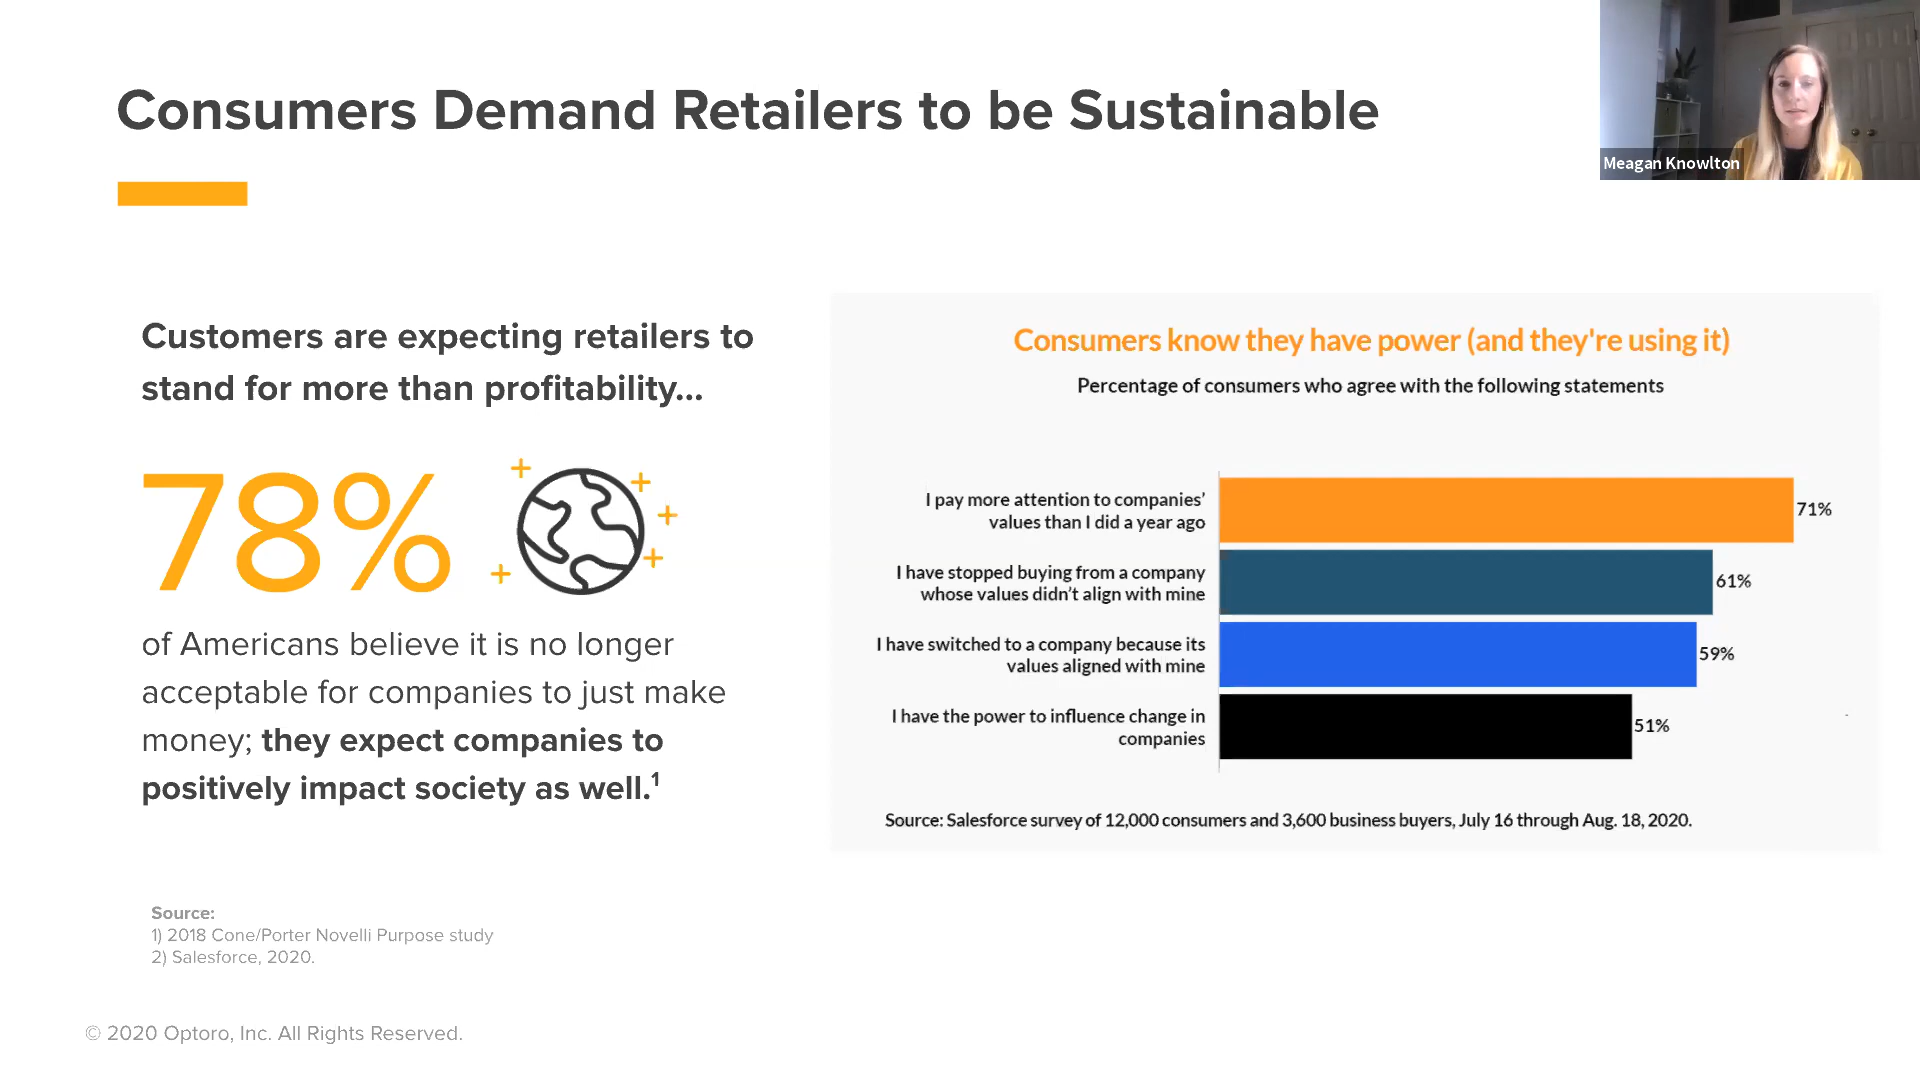 Consumers Demand Retailers to be Sustainable
Meagan Knowlton
Customers are expecting retailers to
stand for more than profitability...
78%
of Americans believe it is no longer
acceptable for companies to just make
money; they expect companies to
positively impact society as well.¹
Consumers know they have power (and they're using it)
Percentage of consumers who agree with the following statements
I pay more attention to companies’
values than I did a year ago
71%
I have stopped buying from a company
whose values didn’t align with mine
61%
I have switched to a company because its
values aligned with mine
59%
I have the power to influence change in
companies
51%
Source: Salesforce survey of 12,000 consumers and 3,600 business buyers, July 16 through Aug. 18, 2020.
Source:
1) 2018 Cone/Porter Novelli Purpose study
2) Salesforce, 2020.
© 2020 Optoro, Inc. All Rights Reserved.